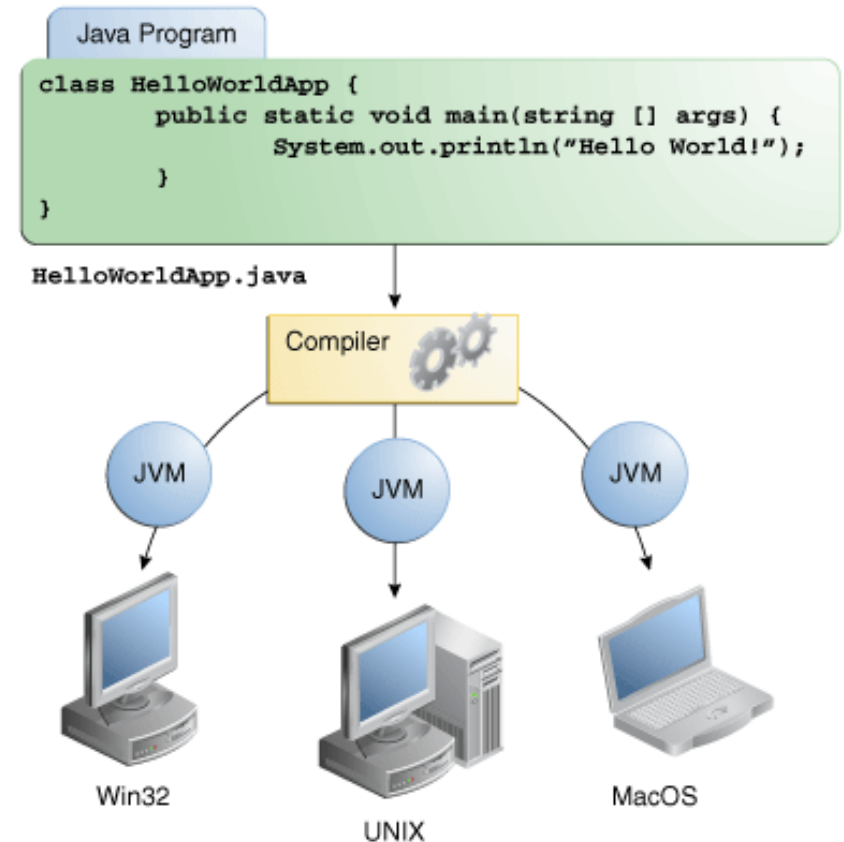 Java Program
class HelloWorldApp {
public static void main(string [] args) {
System.out.println(”Hello World!”);
}
}
HelloWorldApp.java
Compiler
JVM
JVM
JVM
Win32
UNIX
MacOS